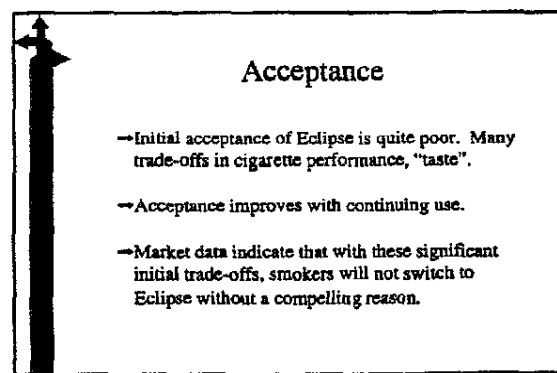 Acceptance
→Initial acceptance of Eclipse is quite poor. Many
trade-offs in cigarette performance, "taste".
→Acceptance improves with continuing use.
→Market data indicate that with these significant
initial trade-offs, smokers will not switch to
Eclipse without a compelling reason.